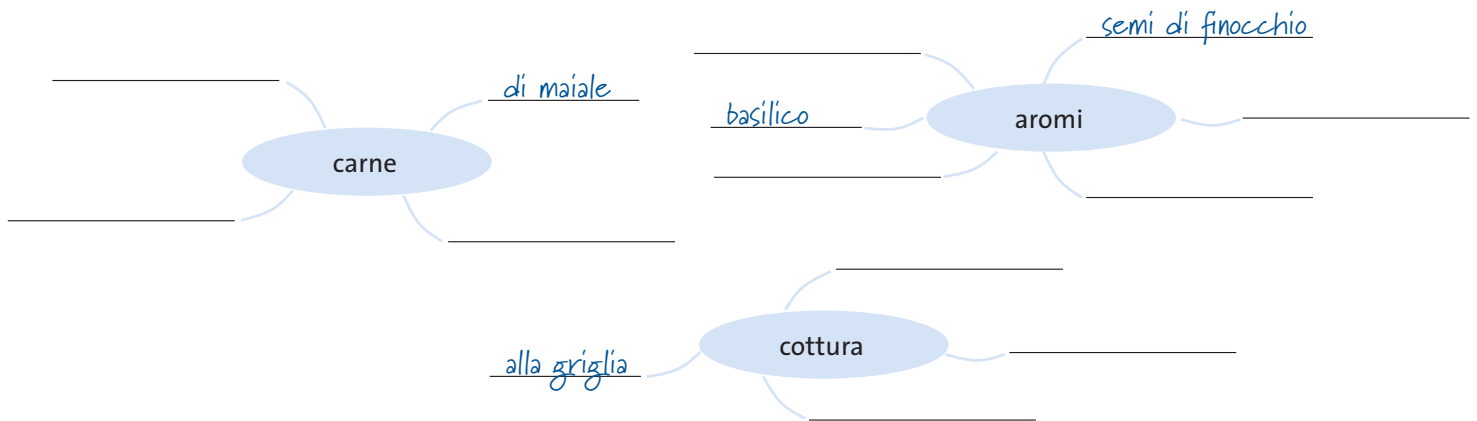 di maiale
carne
semi di finocchio
basilico
aromi
alla griglia
cottura